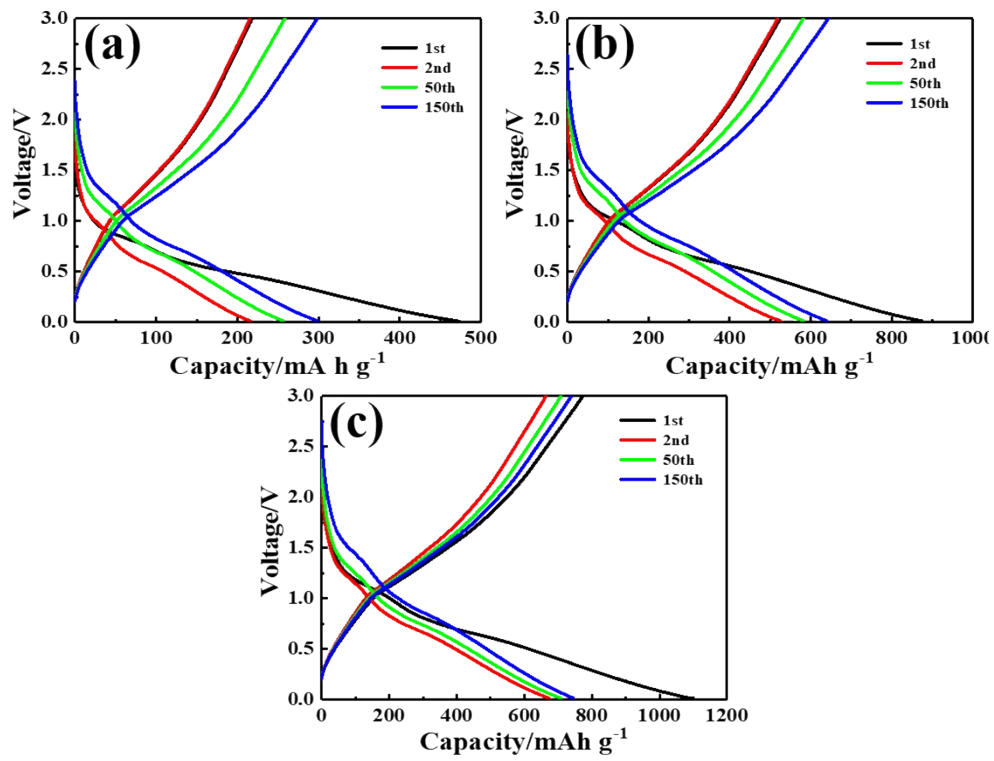 (a)
1st
2nd
50th
150th
3.0
2.5
2.0
1.5
1.0
0.5
0.0
Voltage/V
0 100 200 300 400 500
Capacity/mA h g⁻¹
(b)
1st
2nd
50th
150th
3.0
2.5
2.0
1.5
1.0
0.5
0.0
Voltage/V
0 200 400 600 800 1000
Capacity/mAh g⁻¹
(c)
1st
2nd
50th
150th
3.0
2.5
2.0
1.5
1.0
0.5
0.0
Voltage/V
0 200 400 600 800 1000 1200
Capacity/mAh g⁻¹